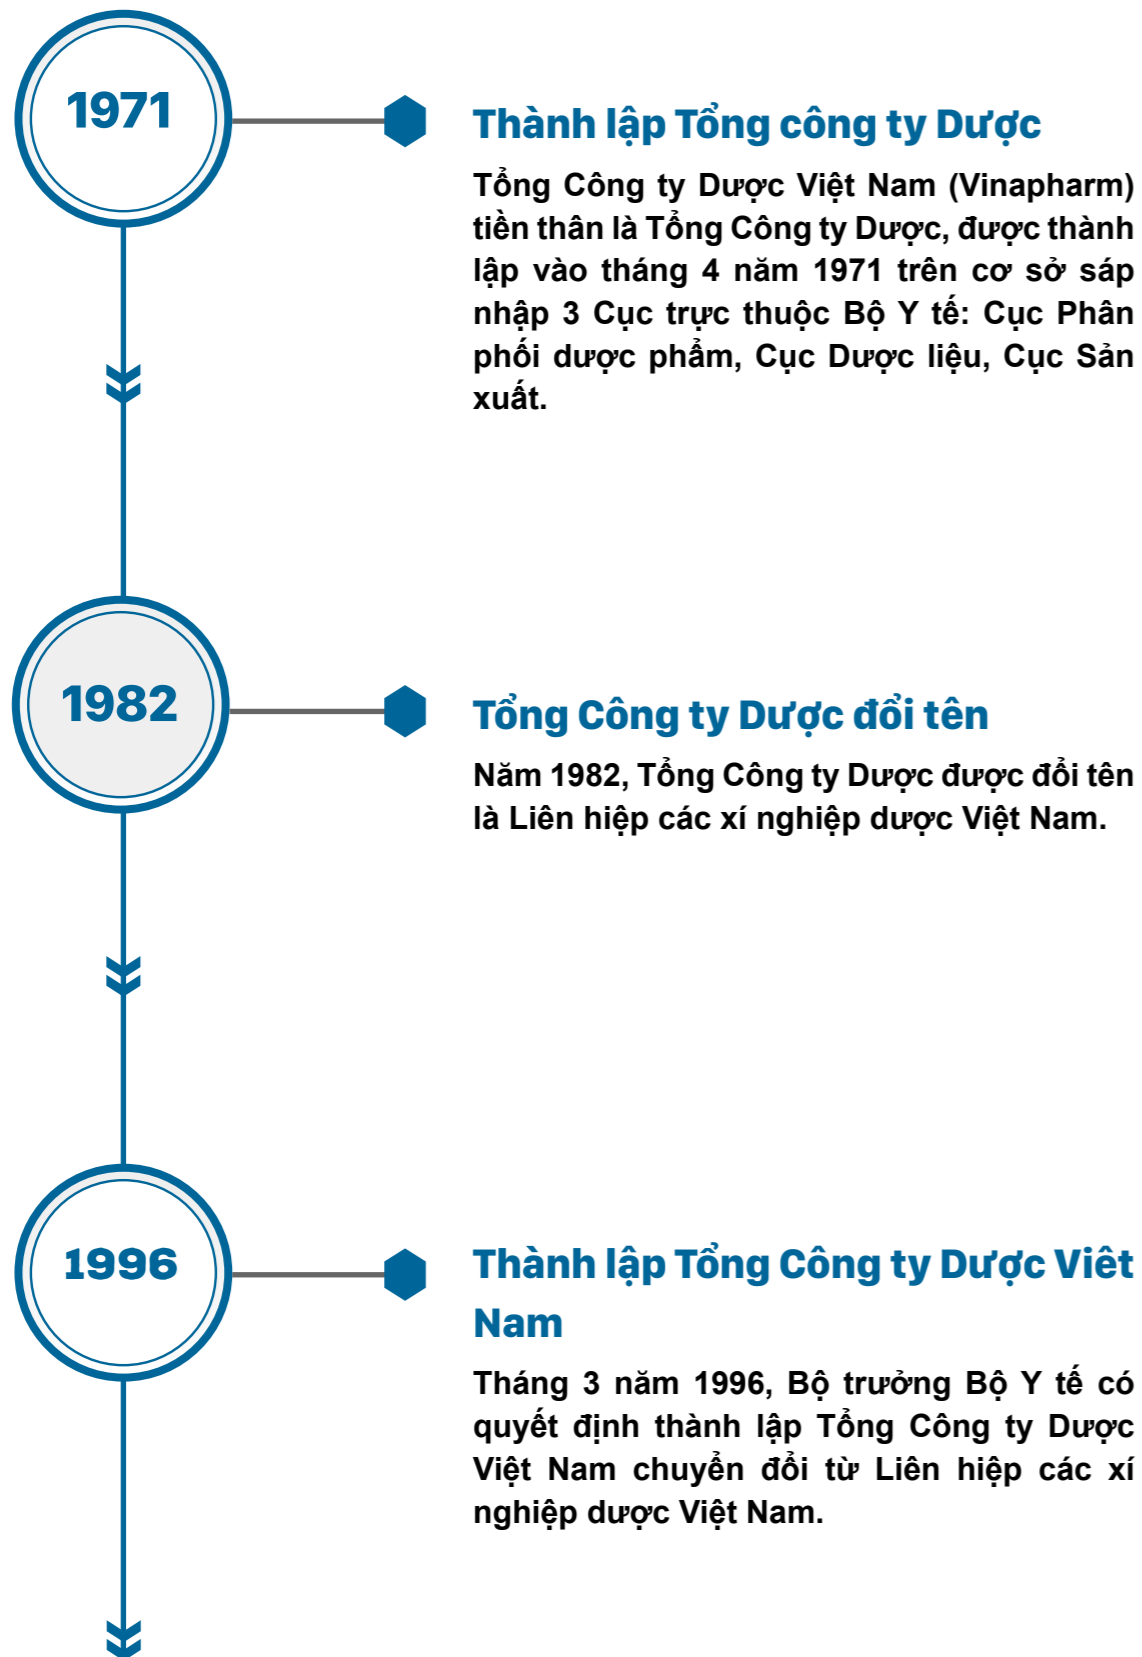 1971
Thành lập Tổng công ty Dược
Tổng Công ty Dược Việt Nam (Vinapharm)
tiền thân là Tổng Công ty Dược, được thành
lập vào tháng 4 năm 1971 trên cơ sở sáp
nhập 3 Cục trực thuộc Bộ Y tế: Cục Phân
phối dược phẩm, Cục Dược liệu, Cục Sản
xuất.
1982
Tổng Công ty Dược đổi tên
Năm 1982, Tổng Công ty Dược được đổi tên
là Liên hiệp các xí nghiệp dược Việt Nam.
1996
Thành lập Tổng Công ty Dược Viêt
Nam
Tháng 3 năm 1996, Bộ trưởng Bộ Y tế có
quyết định thành lập Tổng Công ty Dược
Việt Nam chuyển đổi từ Liên hiệp các xí
nghiệp dược Việt Nam.